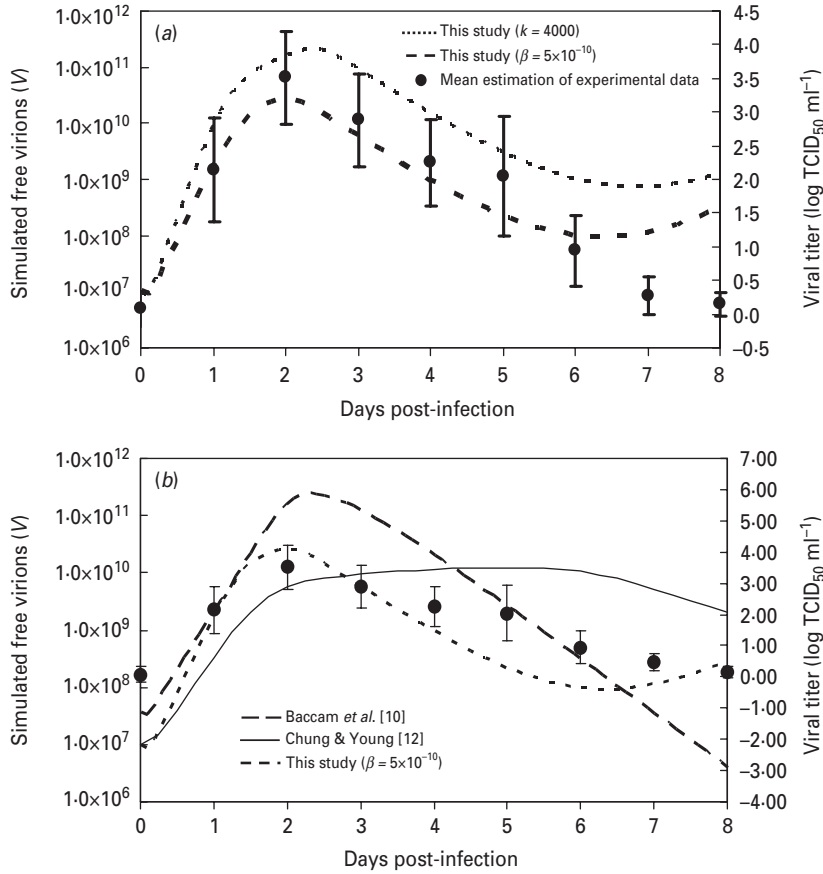 (a)
This study (k = 4000)
This study (β = 5×10⁻¹⁰)
Mean estimation of experimental data
Simulated free virions (V)
1·0×10¹²
1·0×10¹¹
1·0×10¹⁰
1·0×10⁹
1·0×10⁸
1·0×10⁷
1·0×10⁶
4·5
4·0
3·5
3·0
2·5
2·0
1·5
1·0
0·5
0·0
–0·5
Viral titer (log TCID₅₀ ml⁻¹)
0 1 2 3 4 5 6 7 8
Days post-infection
(b)
Simulated free virions (V)
1·0×10¹²
1·0×10¹¹
1·0×10¹⁰
1·0×10⁹
1·0×10⁸
1·0×10⁷
1·0×10⁶
Baccam et al. [10]
Chung & Young [12]
This study (β = 5×10⁻¹⁰)
7·00
6·00
5·00
4·00
3·00
2·00
1·00
0·00
–1·00
–2·00
–3·00
–4·00
Viral titer (log TCID₅₀ ml⁻¹)
0 1 2 3 4 5 6 7 8
Days post-infection